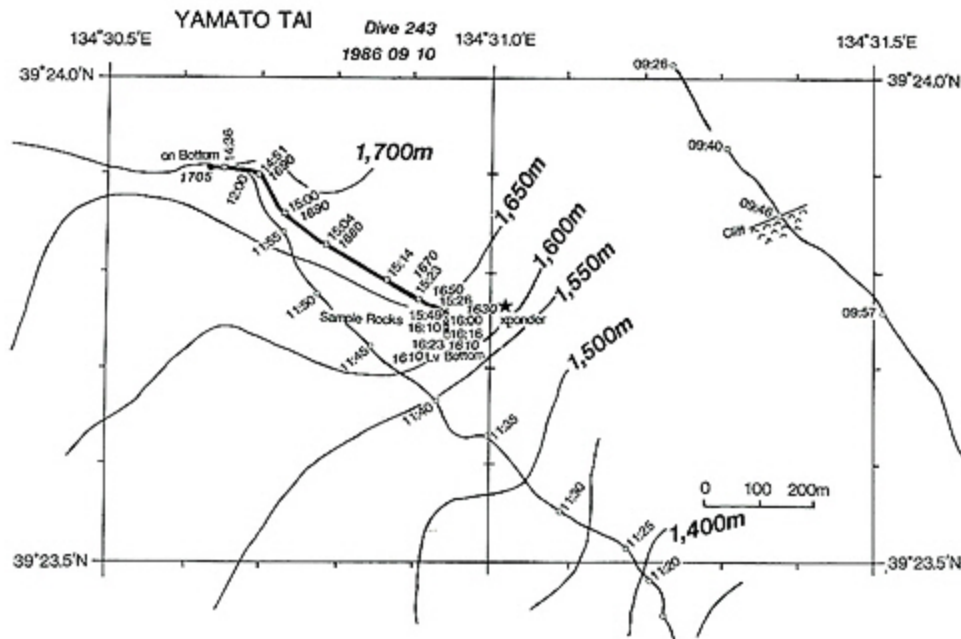 YAMATO TAI
Dive 243
1986 09 10
134°30.5'E
134°31.0'E
134°31.5'E
39°24.0'N
39°24.0'N
09:26
09:40
09:46
Cliff
09:57
on Bottom
14:36
1705
12:00
14:51
1690
1,700m
15:00
1690
15:04
1660
11:55
15:14
1670
15:23
1,650m
1,600m
1,550m
1650
15:26
1630
xponder
11:50
Sample Rocks
15:49
16:00
16:10
16:16
16:23
1610
1610 Lv Bottom
11:45
11:40
1,500m
11:35
11:30
0 100 200m
11:25
1,400m
11:20
39°23.5'N
39°23.5'N